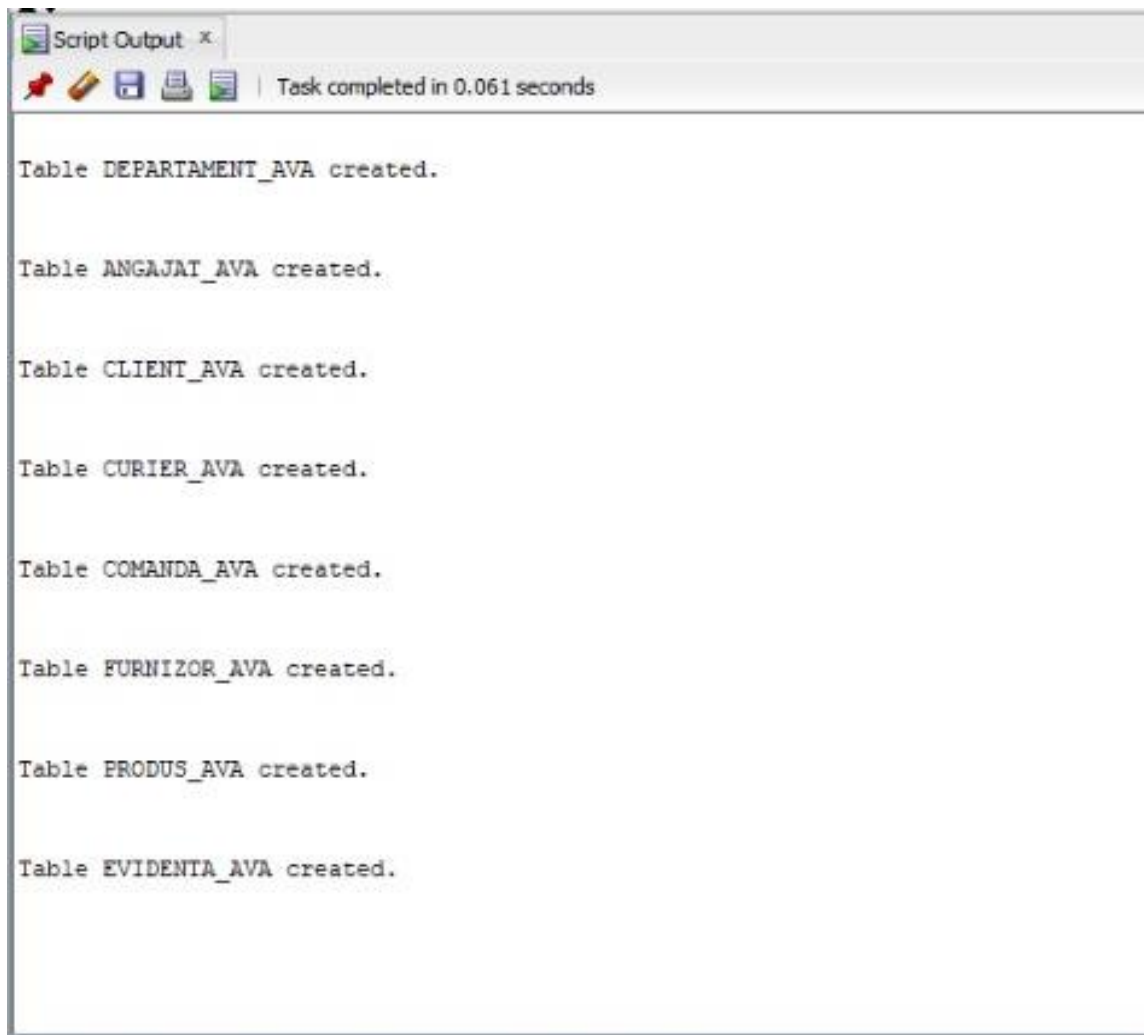 Script Output x
Task completed in 0.061 seconds
Table DEPARTAMENT_AVA created.
Table ANGAJAT_AVA created.
Table CLIENT_AVA created.
Table CURIER_AVA created.
Table COMANDA_AVA created.
Table FURNIZOR_AVA created.
Table PRODUS_AVA created.
Table EVIDENTA_AVA created.